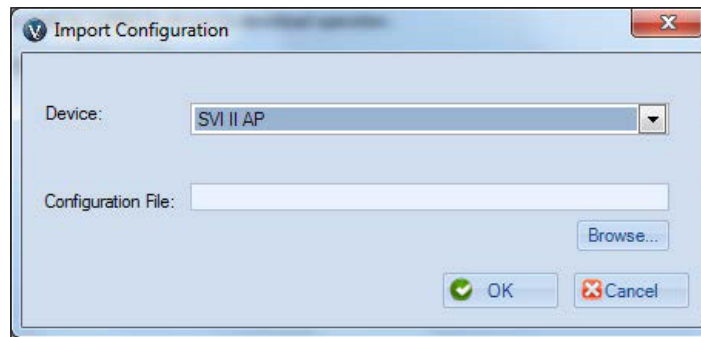 Import Configuration
Device:
SVI II AP
Configuration File:
Browse...
OK
Cancel